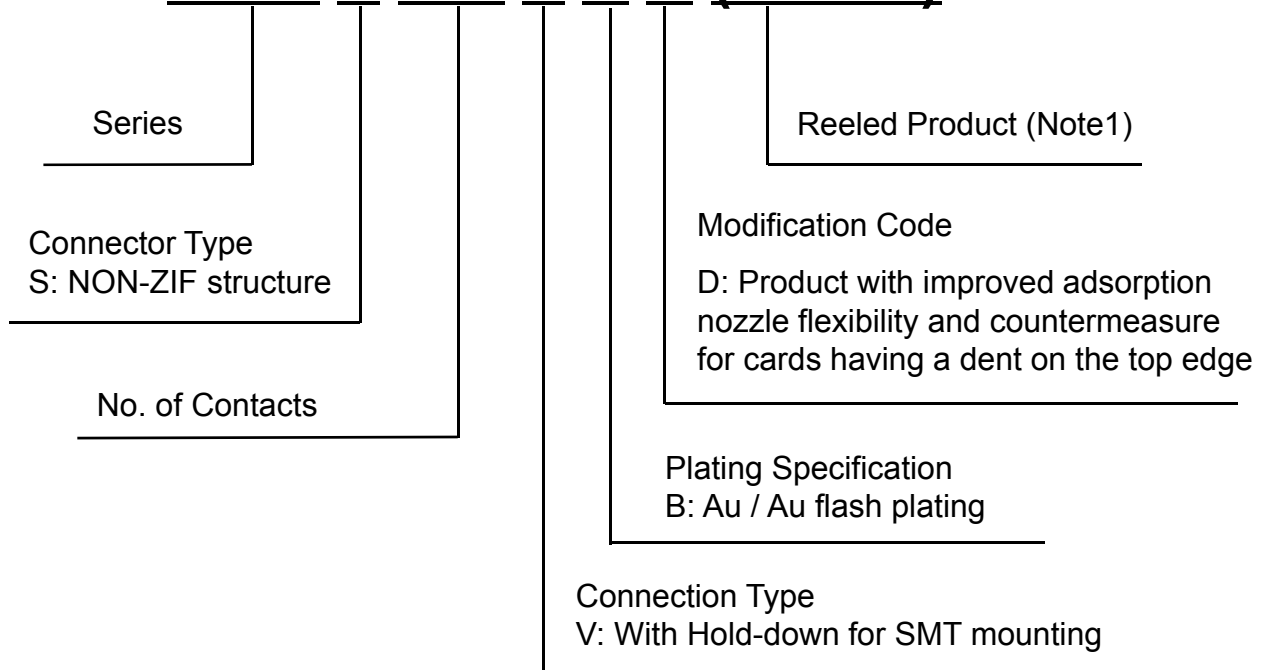 Series
Reeled Product (Note1)
Connector Type
S: NON-ZIF structure
Modification Code
D: Product with improved adsorption
nozzle flexibility and countermeasure
for cards having a dent on the top edge
No. of Contacts
Plating Specification
B: Au / Au flash plating
Connection Type
V: With Hold-down for SMT mounting